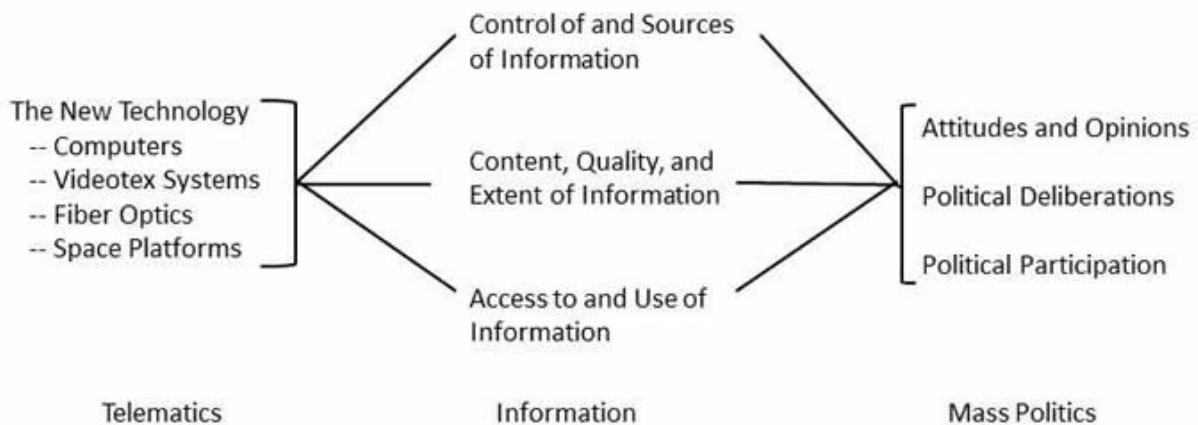 Control of and Sources
of Information
The New Technology
-- Computers
-- Videotex Systems
-- Fiber Optics
-- Space Platforms
Content, Quality, and
Extent of Information
Access to and Use of
Information
Attitudes and Opinions
Political Deliberations
Political Participation
Telematics
Information
Mass Politics